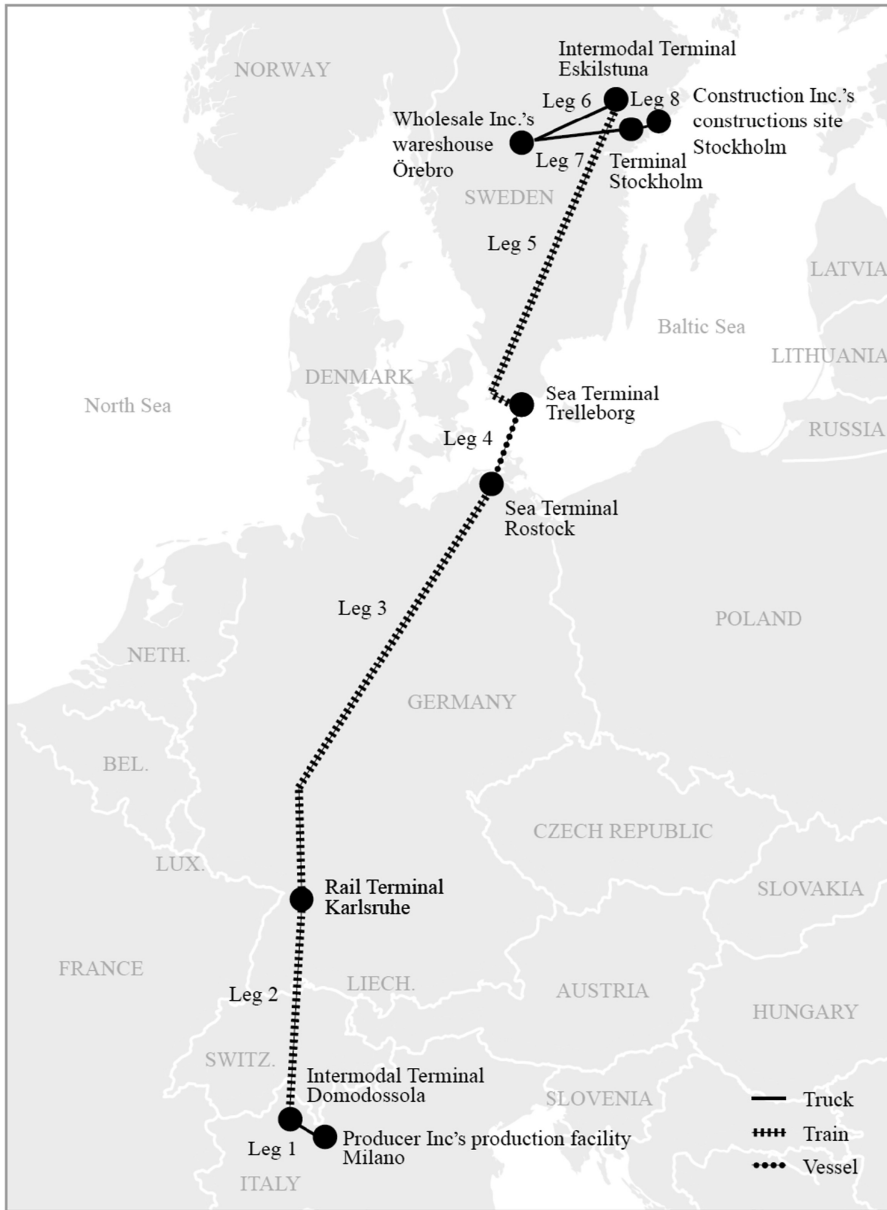 NORWAY
Intermodal Terminal
Eskilstuna
Leg 6
Leg 8
Construction Inc.'s
constructions site
Stockholm
Wholesale Inc.'s
wareshouse
Örebro
Leg 7
Terminal
Stockholm
SWEDEN
Leg 5
LATVIA
Baltic Sea
LITHUANIA
DENMARK
North Sea
Sea Terminal
Trelleborg
RUSSIA
Leg 4
Sea Terminal
Rostock
Leg 3
POLAND
NETH.
GERMANY
BEL.
CZECH REPUBLIC
LUX.
Rail Terminal
Karlsruhe
SLOVAKIA
FRANCE
LIECH.
Leg 2
AUSTRIA
HUNGARY
SWITZ.
Intermodal Terminal
Domodossola
SLOVENIA
Truck
Train
Vessel
Leg 1
Producer Inc's production facility
Milano
ITALY